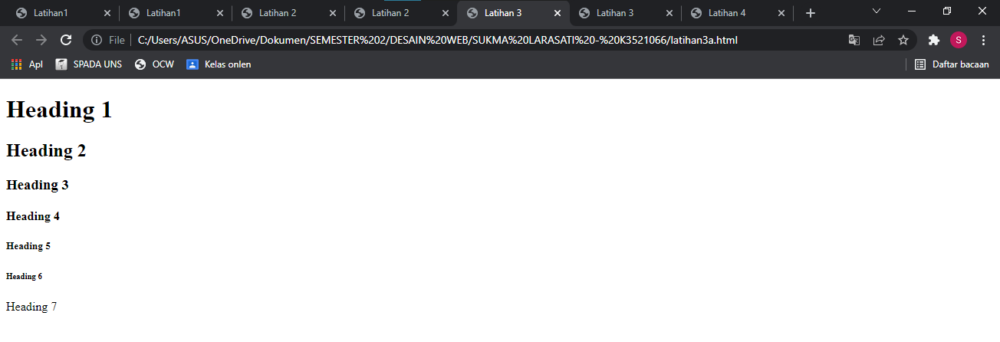 Latihan1 Latihan1 Latihan 2 Latihan 2 Latihan 3 Latihan 3 Latihan 4
File C:/Users/ASUS/OneDrive/Dokumen/SEMESTER%202/DESAIN%20WEB/SUKMA%20LARASATI%20-%20K3521066/latihan3a.html S
Apl SPADA UNS OCW Kelas onlen Daftar bacaan
Heading 1
Heading 2
Heading 3
Heading 4
Heading 5
Heading 6
Heading 7